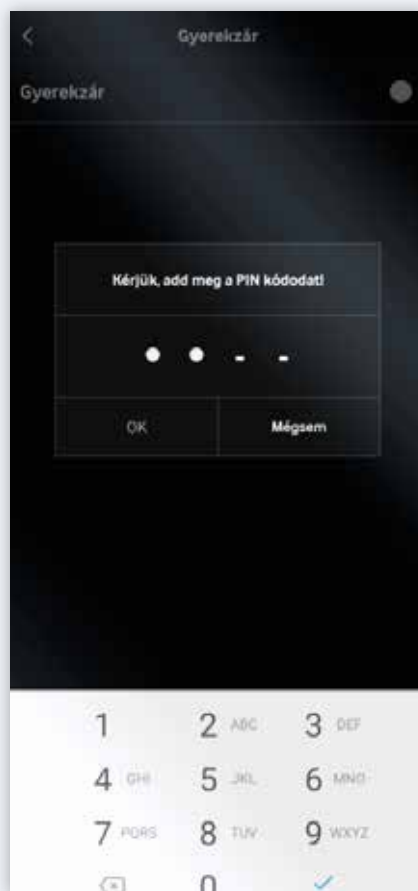 Gyerekzár
Gyerekzár
Kérjük, add meg a PIN kódodat!
OK Mégsem
1 2 ABC 3 DEF
4 GHI 5 JKL 6 MNO
7 PQRS 8 TUV 9 WXYZ
0